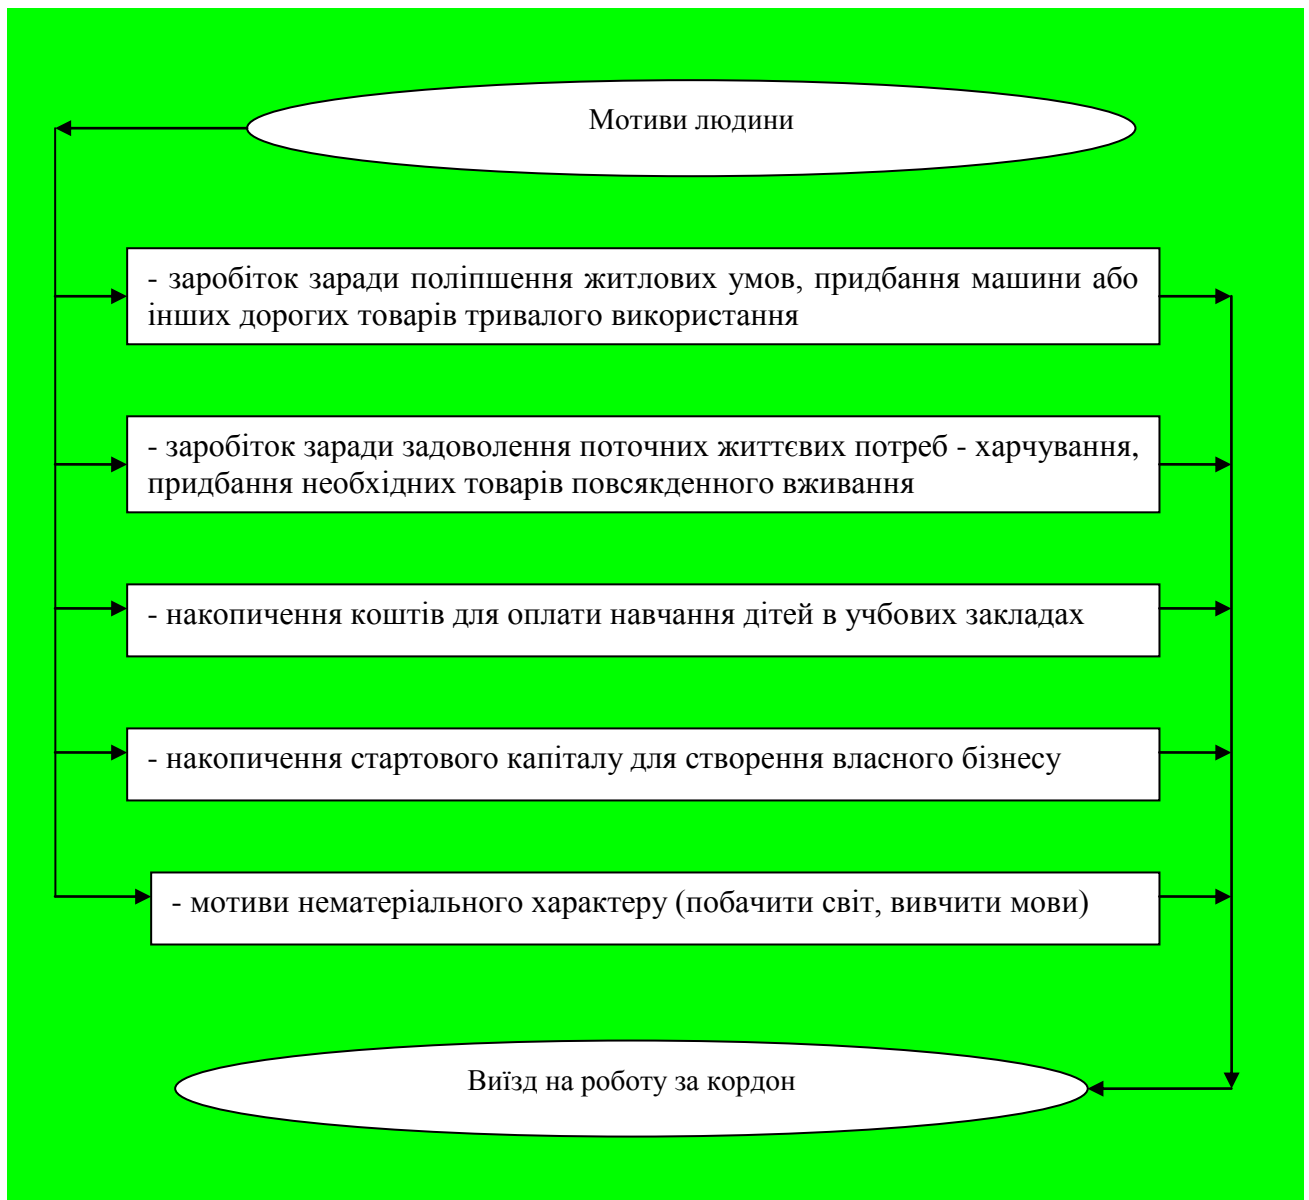 Мотиви людини
- заробіток заради поліпшення житлових умов, придбання машини або
інших дорогих товарів тривалого використання
- заробіток заради задоволення поточних життєвих потреб - харчування,
придбання необхідних товарів повсякденного вживання
- накопичення коштів для оплати навчання дітей в учбових закладах
- накопичення стартового капіталу для створення власного бізнесу
- мотиви нематеріального характеру (побачити світ, вивчити мови)
Виїзд на роботу за кордон